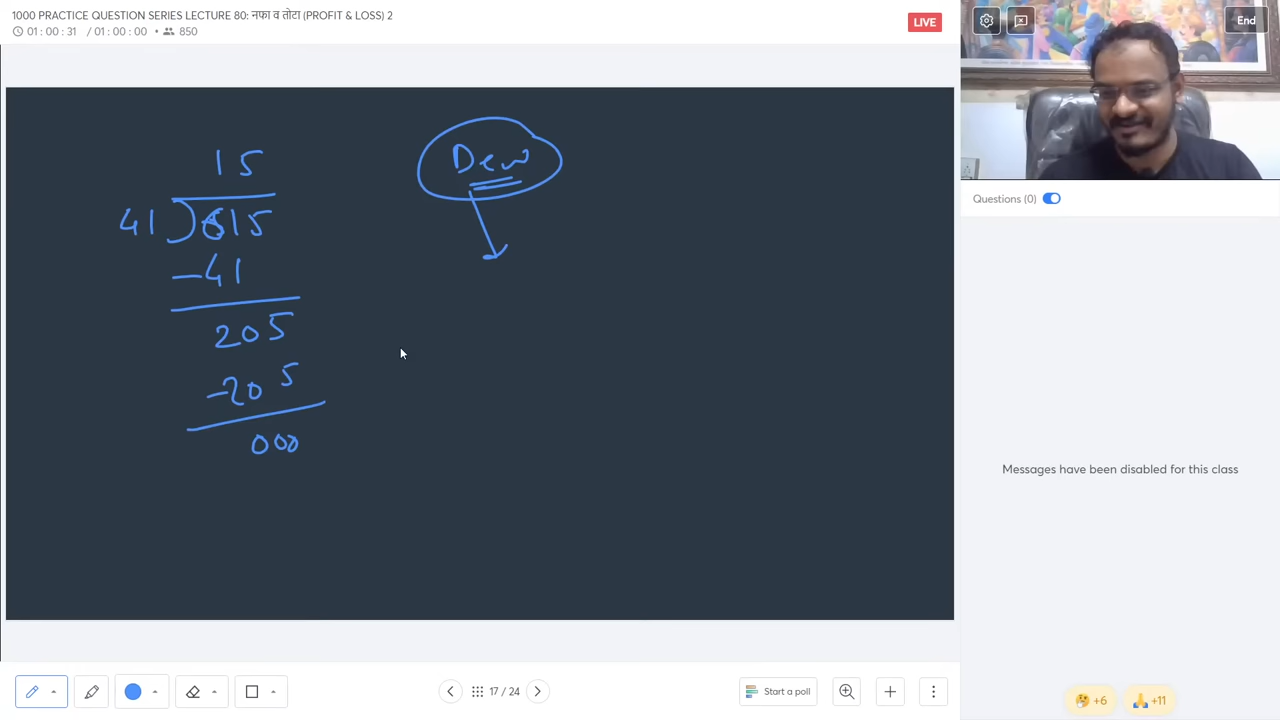 1000 PRACTICE QUESTION SERIES LECTURE 80: नफा व तोटा (PROFIT & LOSS) 2
01 : 00 : 31 / 01 : 00 : 00 • 850
LIVE
End
15
Dew
41)615
-41
205
-205
000
Questions (0)
Messages have been disabled for this class
17 / 24
Start a poll
+6
+11